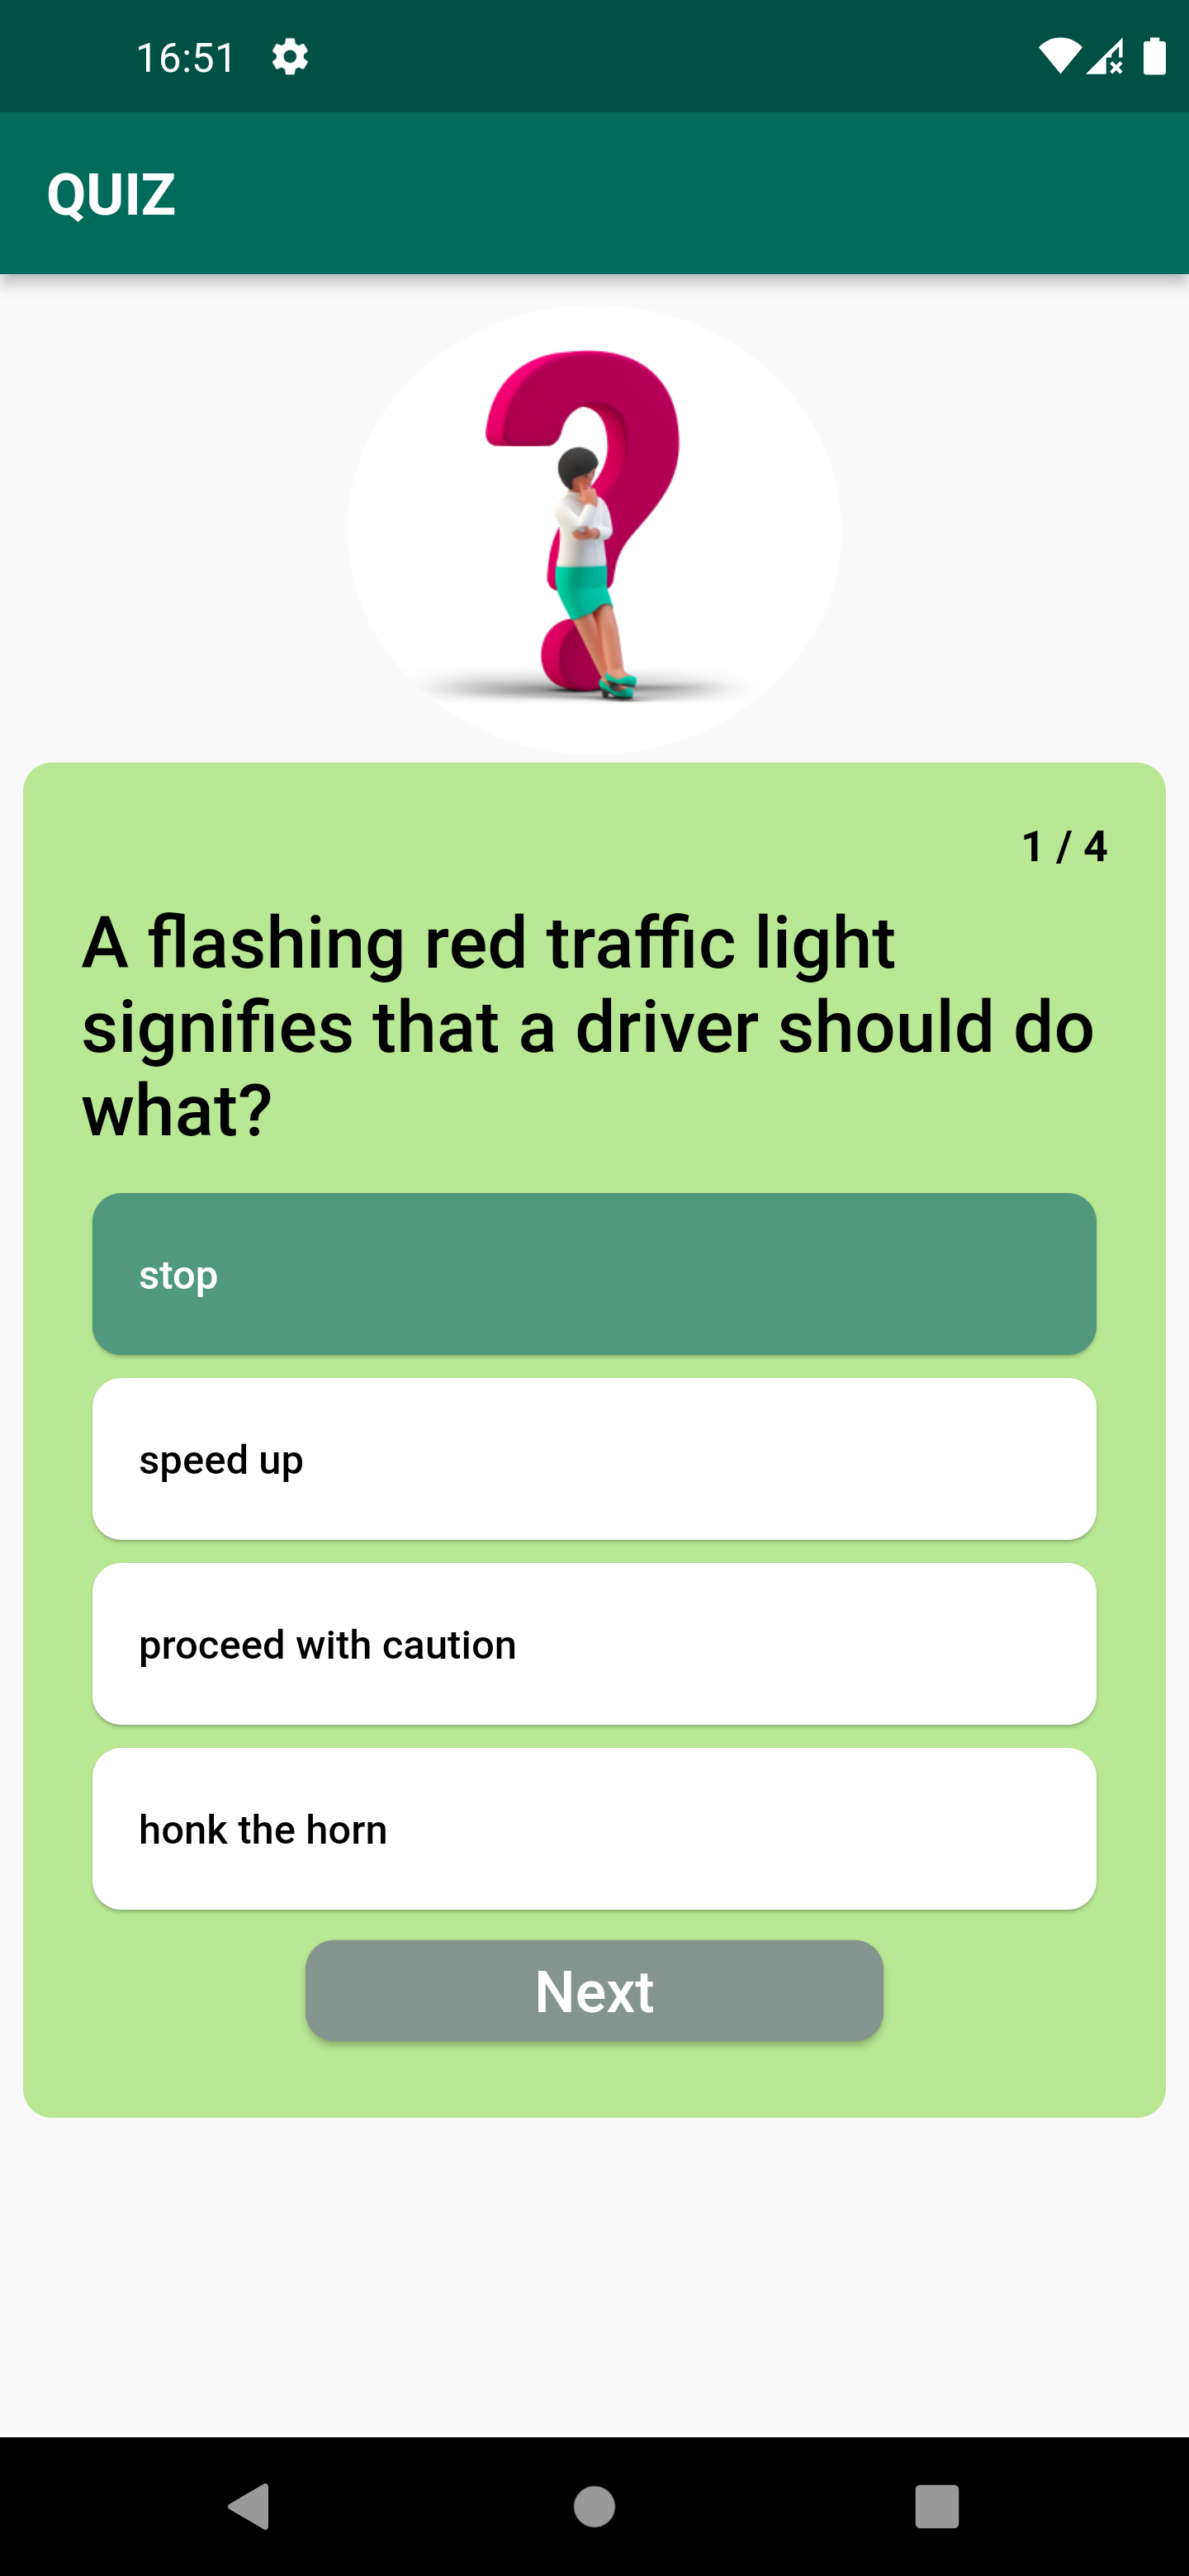 16:51
QUIZ
1 / 4
A flashing red traffic light
signifies that a driver should do
what?
stop
speed up
proceed with caution
honk the horn
Next